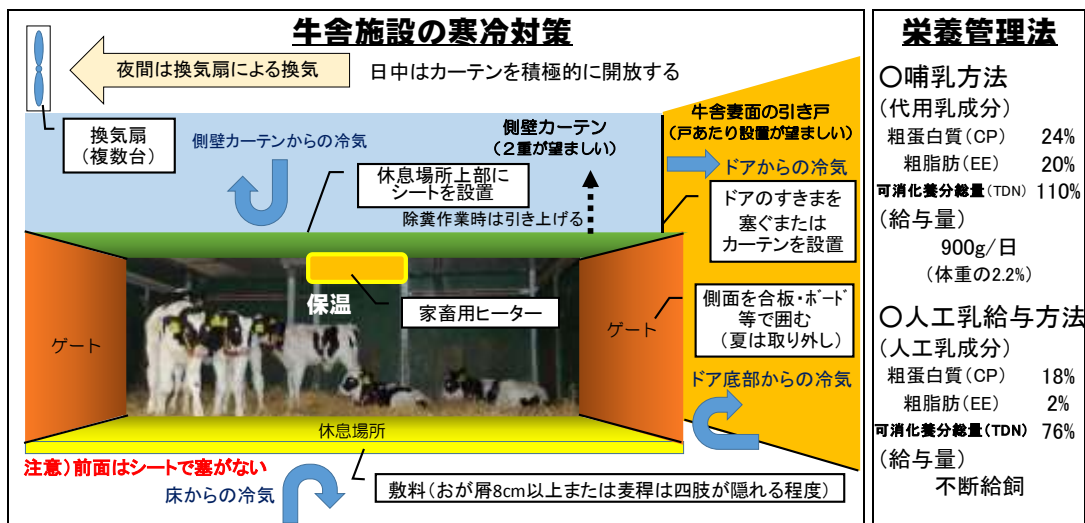 牛舎施設の寒冷対策
夜間は換気扇による換気
日中はカーテンを積極的に開放する
換気扇
(複数台)
側壁カーテンからの冷気
側壁カーテン
(2重が望ましい)
牛舎妻面の引き戸
(戸あたり設置が望ましい)
ドアからの冷気
休息場所上部に
シートを設置
除糞作業時は引き上げる
ドアのすきまを
塞ぐまたは
カーテンを設置
保温
家畜用ヒーター
側面を合板・ボード
等で囲む
(夏は取り外し)
ゲート
ゲート
ドア底部からの冷気
休息場所
注意)前面はシートで塞がない
床からの冷気
敷料(おが屑8cm以上または麦稈は四肢が隠れる程度)
栄養管理法
〇哺乳方法
(代用乳成分)
粗蛋白質(CP) 24%
粗脂肪(EE) 20%
可消化養分総量(TDN) 110%
(給与量)
900g/日
(体重の2.2%)
〇人工乳給与方法
(人工乳成分)
粗蛋白質(CP) 18%
粗脂肪(EE) 2%
可消化養分総量(TDN) 76%
(給与量)
不断給飼